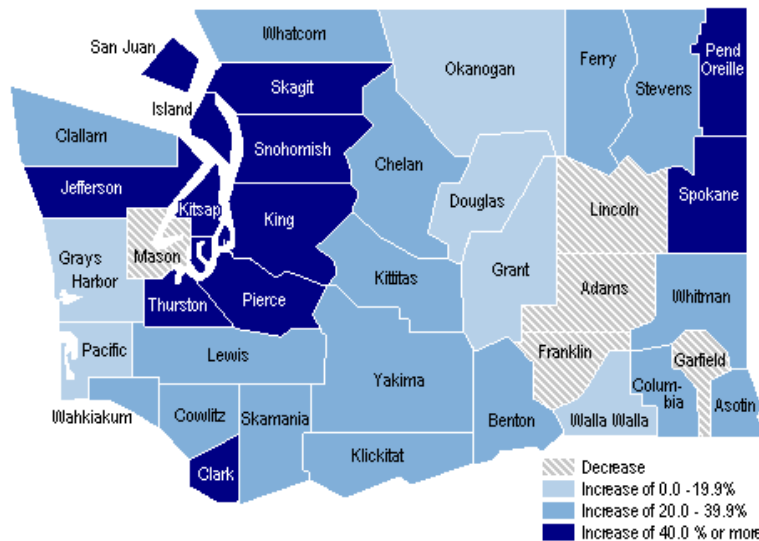 Whatcom
San Juan
Okanogan
Ferry
Pend
Oreille
Stevens
Skagit
Island
Clallam
Snohomish
Chelan
Jefferson
Kitsap
Douglas
Lincoln
Spokane
King
Mason
Grays
Harbor
Grant
Kittitas
Adams
Thurston
Pierce
Whitman
Pacific
Lewis
Franklin
Garfield
Yakima
Wahkiakum
Cowlitz
Skamania
Benton
Walla Walla
Colum-
bia
Asotin
Klickitat
Clark
Decrease
Increase of 0.0 - 19.9%
Increase of 20.0 - 39.9%
Increase of 40.0 % or more